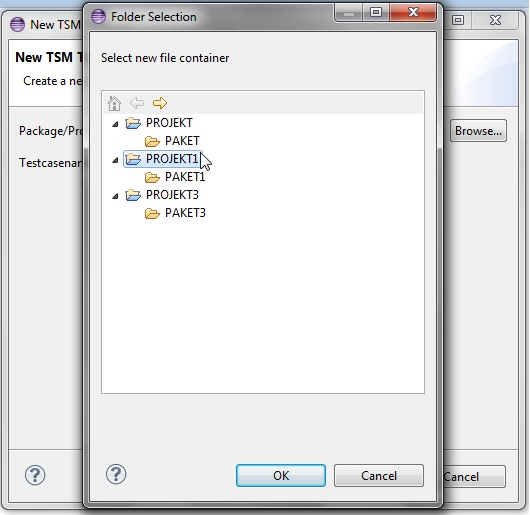 New TSM
Folder Selection
New TSM T
Create a ne
Select new file container
Package/Pro
Browse...
Testcasenan
PROJEKT
PAKET
PROJEKT1
PAKET1
PROJEKT3
PAKET3
OK
Cancel
Cancel